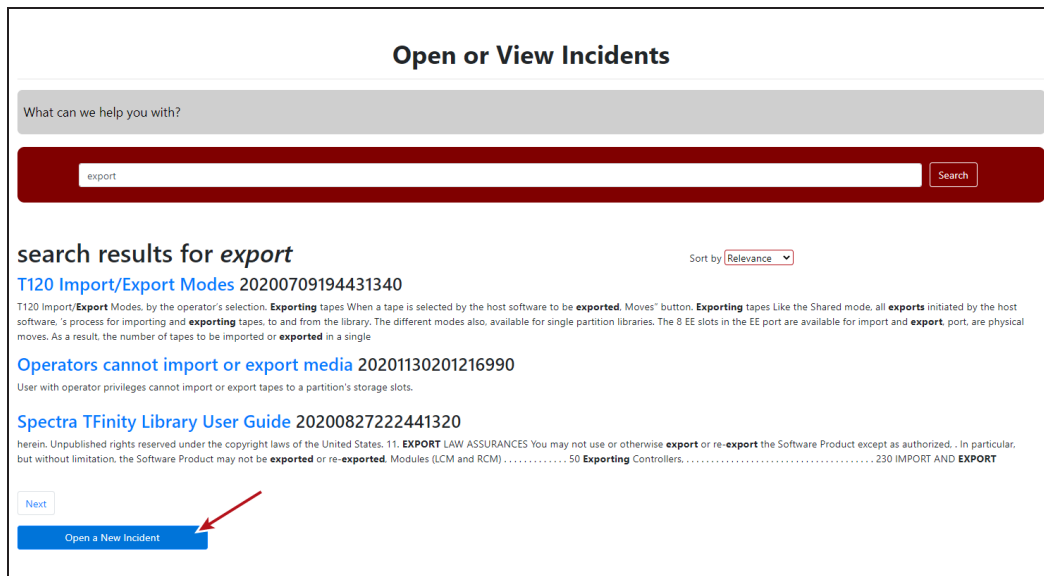 Open or View Incidents
What can we help you with?
export
Search
search results for export
Sort by Relevance
T120 Import/Export Modes 20200709194431340
T120 Import/Export Modes, by the operator's selection. Exporting tapes When a tape is selected by the host software to be exported, Moves” button. Exporting tapes Like the Shared mode, all exports initiated by the host
software, 's process for importing and exporting tapes, to and from the library. The different modes also, available for single partition libraries. The 8 EE slots in the EE port are available for import and export, port, are physical
moves. As a result, the number of tapes to be imported or exported in a single
Operators cannot import or export media 20201130201216990
User with operator privileges cannot import or export tapes to a partition's storage slots.
Spectra TFinity Library User Guide 20200827222441320
herein. Unpublished rights reserved under the copyright laws of the United States. 11. EXPORT LAW ASSURANCES You may not use or otherwise export or re-export the Software Product except as authorized, . In particular,
but without limitation, the Software Product may not be exported or re-exported, Modules (LCM and RCM) . . . . . . . . . . . . . 50 Exporting Controllers, . . . . . . . . . . . . . . . . . . . . . . . . . . . . . . . . . . . . . 230 IMPORT AND EXPORT
Next
Open a New Incident